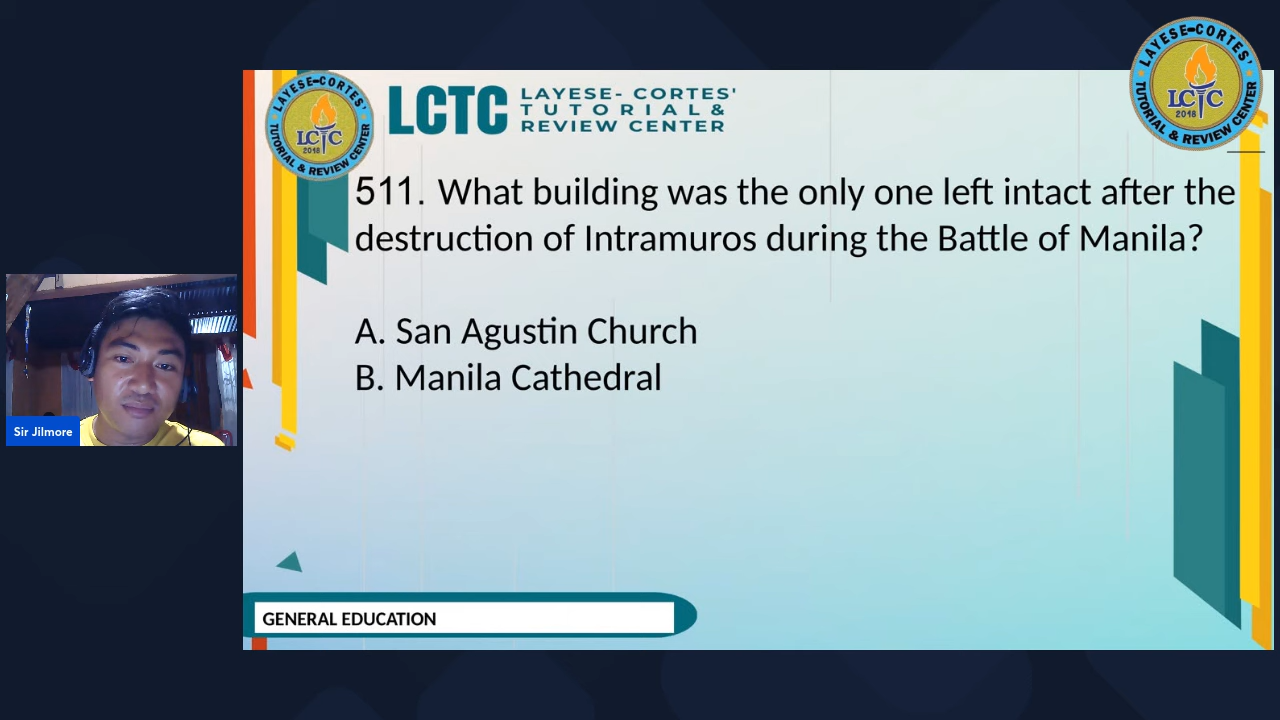 LAYESE-CORTES'
TUTORIAL & REVIEW CENTER
LCTC
2018
LCTC
LAYESE- CORTES'
TUTORIAL &
REVIEW CENTER
LAYESE-CORTES'
TUTORIAL & REVIEW CENTER
LCTC
2018
511. What building was the only one left intact after the
destruction of Intramuros during the Battle of Manila?
A. San Agustin Church
B. Manila Cathedral
Sir Jilmore
GENERAL EDUCATION